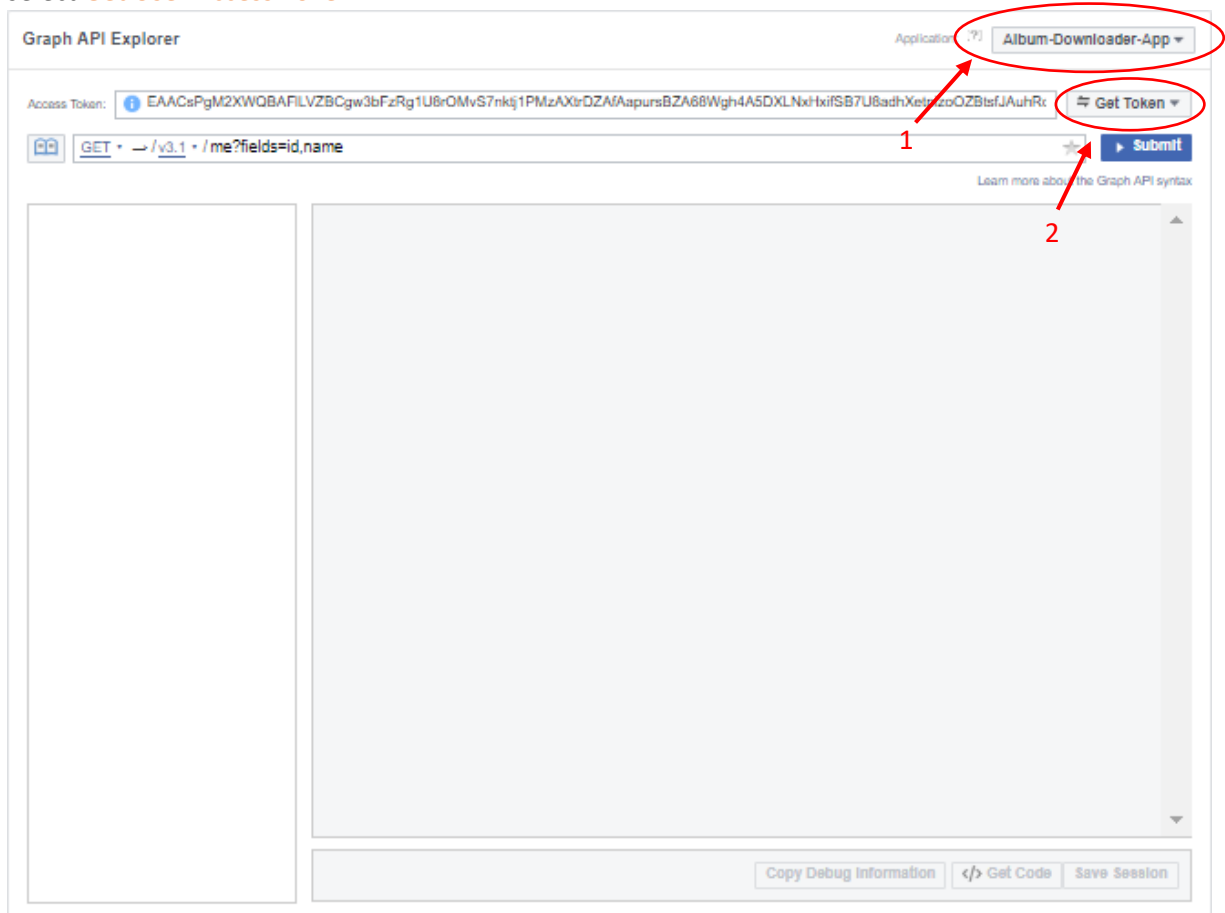 Graph API Explorer
Application [?] Album-Downloader-App
Access Token: Get Token
GET → / v3.1 / me?fields=id,name
1
Submit
Learn more about the Graph API syntax
2
Copy Debug Information </> Get Code Save Session